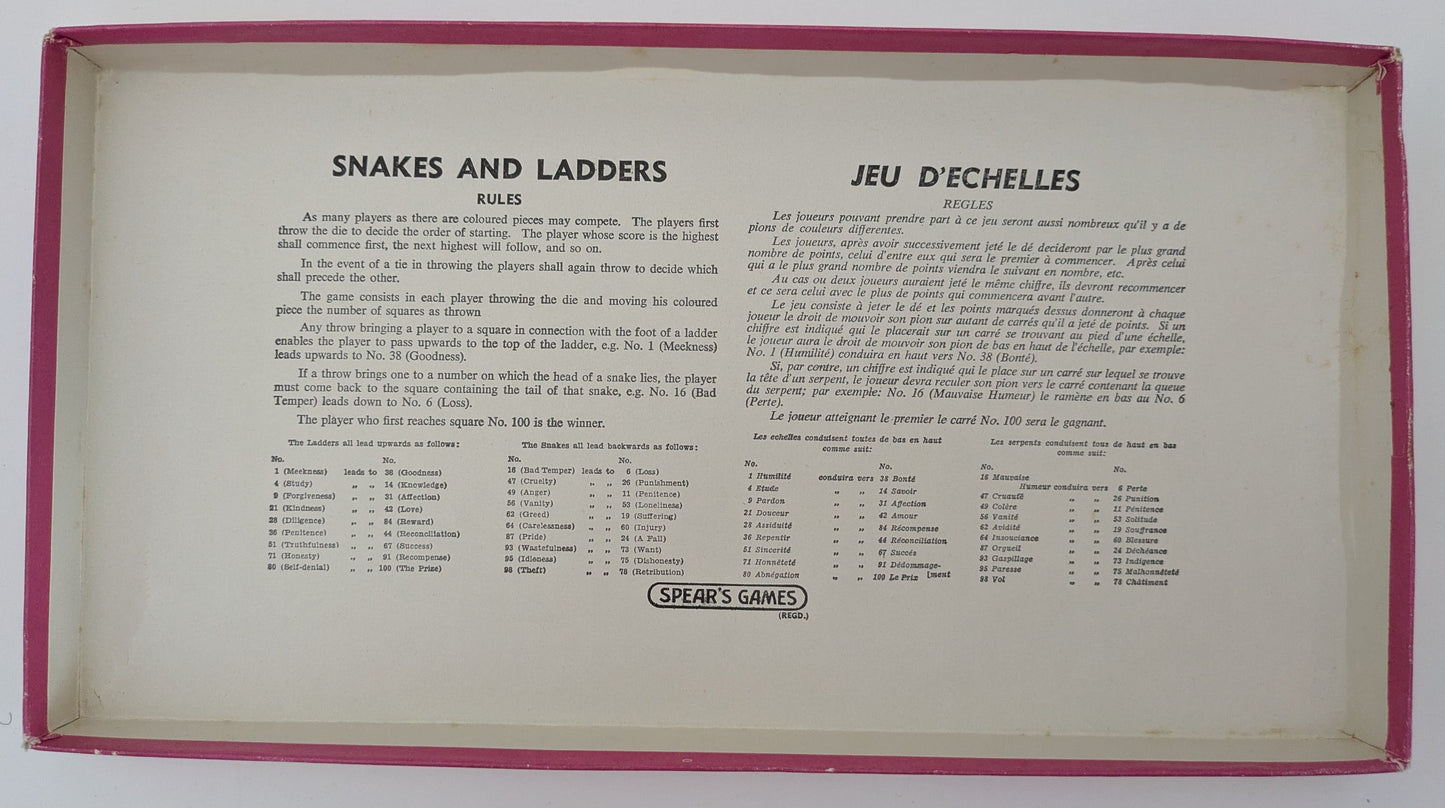 SNAKES AND LADDERS
RULES
As many players as there are coloured pieces may compete. The players first
throw the die to decide the order of starting. The player whose score is the highest
shall commence first, the next highest will follow, and so on.
In the event of a tie in throwing the players shall again throw to decide which
shall precede the other.
The game consists in each player throwing the die and moving his coloured
piece the number of squares as thrown
Any throw bringing a player to a square in connection with the foot of a ladder
enables the player to pass upwards to the top of the ladder, e.g. No. 1 (Meekness)
leads upwards to No. 38 (Goodness).
If a throw brings one to a number on which the head of a snake lies, the player
must come back to the square containing the tail of that snake, e.g. No. 16 (Bad
Temper) leads down to No. 6 (Loss).
The player who first reaches square No. 100 is the winner.
The Ladders all lead upwards as follows:
No. No.
1 (Meekness) leads to 38 (Goodness)
4 (Study) „ „ 14 (Knowledge)
9 (Forgiveness) „ „ 31 (Affection)
21 (Kindness) „ „ 42 (Love)
28 (Diligence) „ „ 84 (Reward)
36 (Penitence) „ „ 44 (Reconciliation)
51 (Truthfulness) „ „ 67 (Success)
71 (Honesty) „ „ 91 (Recompense)
80 (Self-denial) „ „ 100 (The Prize)
The Snakes all lead backwards as follows:
No. No.
16 (Bad Temper) leads to 6 (Loss)
47 (Cruelty) „ „ 26 (Punishment)
49 (Anger) „ „ 11 (Penitence)
56 (Vanity) „ „ 53 (Loneliness)
62 (Greed) „ „ 19 (Suffering)
64 (Carelessness) „ „ 60 (Injury)
87 (Pride) „ „ 24 (A Fall)
93 (Wastefulness) „ „ 73 (Want)
95 (Idleness) „ „ 75 (Dishonesty)
98 (Theft) „ „ 78 (Retribution)
JEU D'ECHELLES
REGLES
Les joueurs pouvant prendre part à ce jeu seront aussi nombreux qu'il y a de
pions de couleurs differentes.
Les joueurs, après avoir successivement jeté le dé decideront par le plus grand
nombre de points, celui d'entre eux qui sera le premier à commencer. Après celui
qui a le plus grand nombre de points viendra le suivant en nombre, etc.
Au cas ou deux joueurs auraient jeté le même chiffre, ils devront recommencer
et ce sera celui avec le plus de points qui commencera avant l'autre.
Le jeu consiste à jeter le dé et les points marqués dessus donneront à chaque
joueur le droit de mouvoir son pion sur autant de carrés qu'il a jeté de points. Si un
chiffre est indiqué qui le placerait sur un carré se trouvant au pied d'une échelle,
le joueur aura le droit de mouvoir son pion de bas en haut de l'échelle, par exemple:
No. 1 (Humilité) conduira en haut vers No. 38 (Bonté).
Si, par contre, un chiffre est indiqué qui le place sur un carré sur lequel se trouve
la tête d'un serpent, le joueur devra reculer son pion vers le carré contenant la queue
du serpent; par exemple: No. 16 (Mauvaise Humeur) le ramène en bas au No. 6
(Perte).
Le joueur atteignant le premier le carré No. 100 sera le gagnant.
Les echelles conduisent toutes de bas en haut
comme suit:
No. No.
1 Humilité conduira vers 38 Bonté
4 Etude „ „ 14 Savoir
9 Pardon „ „ 31 Affection
21 Douceur „ „ 42 Amour
28 Assiduité „ „ 84 Récompense
36 Repentir „ „ 44 Réconciliation
51 Sincerité „ „ 67 Succés
71 Honnêteté „ „ 91 Dédommage-
80 Abnégation „ „ 100 Le Prix [ment
Les serpents conduisent tous de haut en bas
comme suit:
No. No.
16 Mauvaise
Humeur conduira vers 6 Perte
47 Cruauté „ „ 26 Punition
49 Colère „ „ 11 Pénitence
56 Vanité „ „ 53 Solitude
62 Avidité „ „ 19 Souffrance
64 Insouciance „ „ 60 Blessure
87 Orgueil „ „ 24 Déchéance
93 Gaspillage „ „ 73 Indigence
95 Paresse „ „ 75 Malhonnêteté
98 Vol „ „ 78 Châtiment
SPEAR'S GAMES
(REGD.)